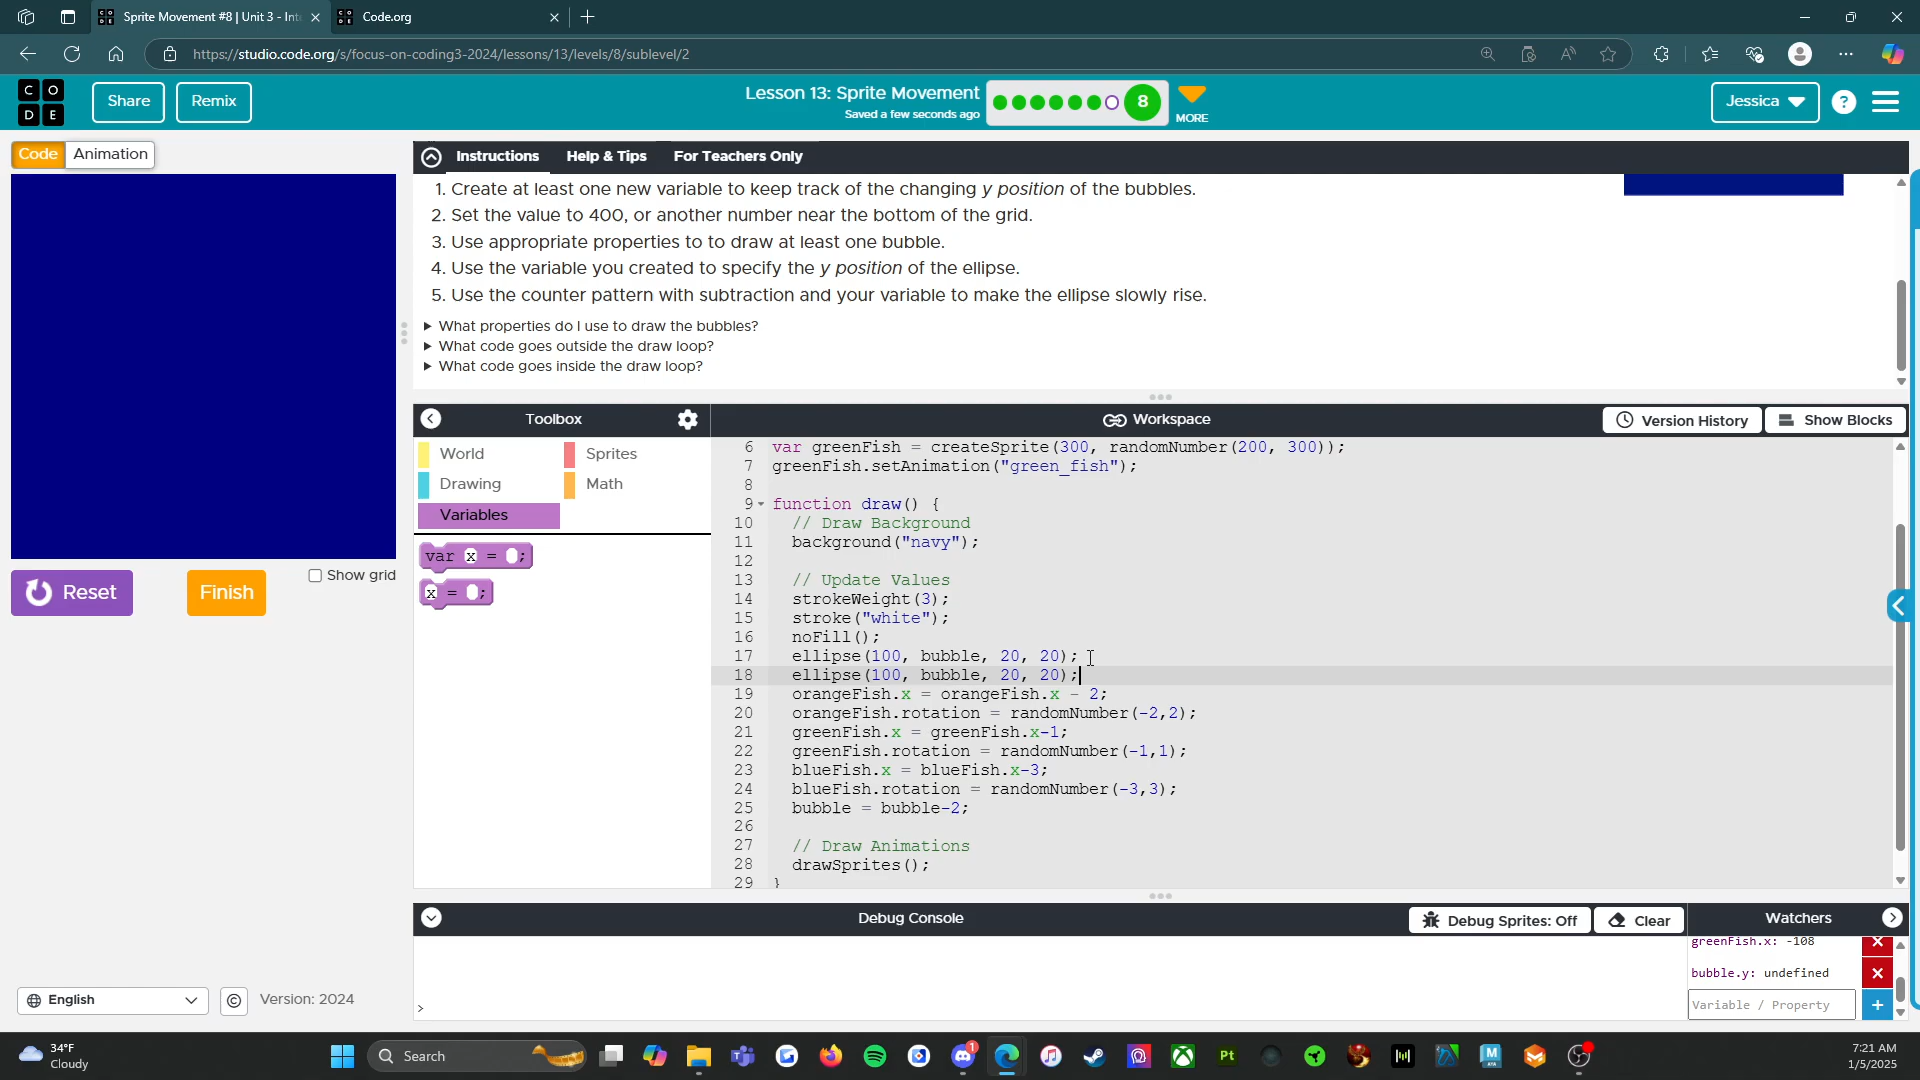 Sprite Movement #8 | Unit 3 - Int
Code.org
https://studio.code.org/s/focus-on-coding3-2024/lessons/13/levels/8/sublevel/2
C O
D E
Share
Remix
Lesson 13: Sprite Movement
Saved a few seconds ago
8
MORE
Jessica
?
Code
Animation
Instructions
Help & Tips
For Teachers Only
1. Create at least one new variable to keep track of the changing y position of the bubbles.
2. Set the value to 400, or another number near the bottom of the grid.
3. Use appropriate properties to to draw at least one bubble.
4. Use the variable you created to specify the y position of the ellipse.
5. Use the counter pattern with subtraction and your variable to make the ellipse slowly rise.
What properties do I use to draw the bubbles?
What code goes outside the draw loop?
What code goes inside the draw loop?
Toolbox
Workspace
Version History
Show Blocks
World
Sprites
Drawing
Math
Variables
var x = ;
x = ;
6 var greenFish = createSprite(300, randomNumber(200, 300));
7 greenFish.setAnimation("green_fish");
8
9 function draw() {
10 // Draw Background
11 background("navy");
12
13 // Update Values
14 strokeWeight(3);
15 stroke("white");
16 noFill();
17 ellipse(100, bubble, 20, 20);
18 ellipse(100, bubble, 20, 20);
19 orangeFish.x = orangeFish.x - 2;
20 orangeFish.rotation = randomNumber(-2,2);
21 greenFish.x = greenFish.x-1;
22 greenFish.rotation = randomNumber(-1,1);
23 blueFish.x = blueFish.x-3;
24 blueFish.rotation = randomNumber(-3,3);
25 bubble = bubble-2;
26
27 // Draw Animations
28 drawSprites();
29 }
Reset
Finish
Show grid
Debug Console
Debug Sprites: Off
Clear
Watchers
greenFish.x: -108
bubble.y: undefined
Variable / Property
+
>
English
©
Version: 2024
34°F
Cloudy
Search
1
Pt
M
7:21 AM
1/5/2025